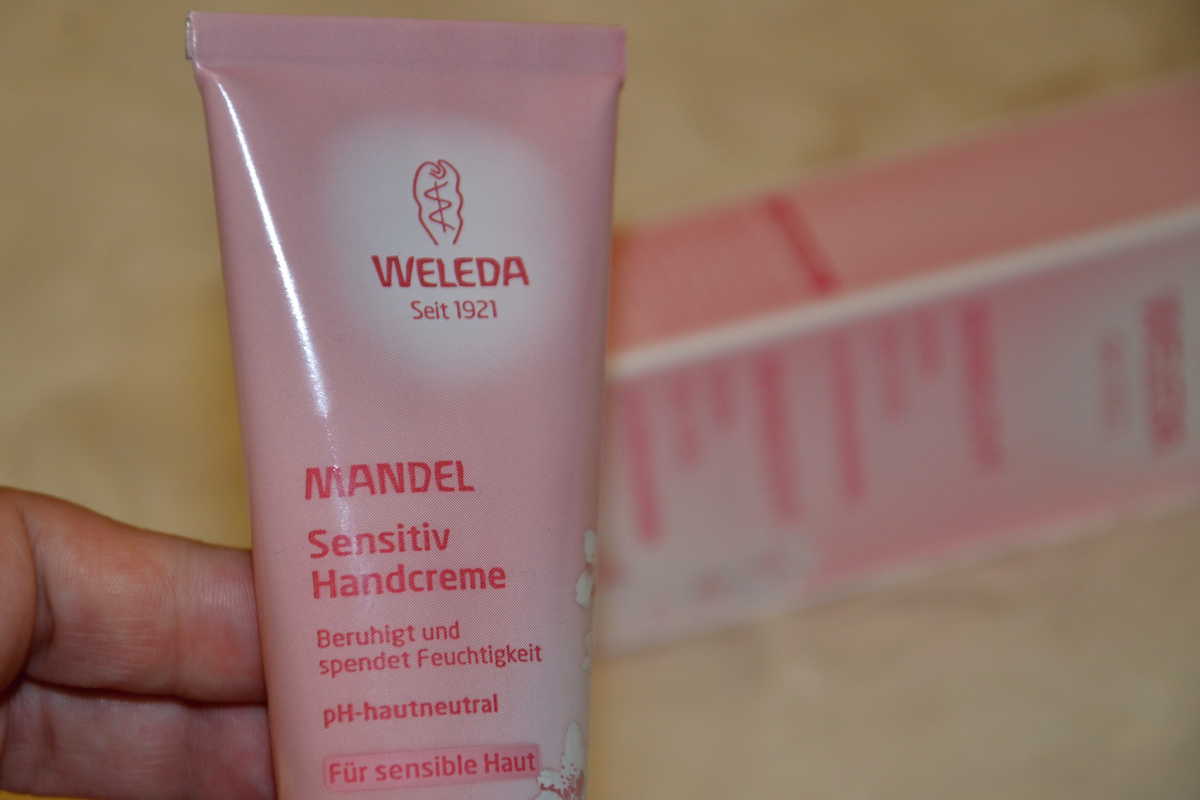 WELEDA
Seit 1921
MANDEL
Sensitiv
Handcreme
Beruhigt und
spendet Feuchtigkeit
pH-hautneutral
Für sensible Haut